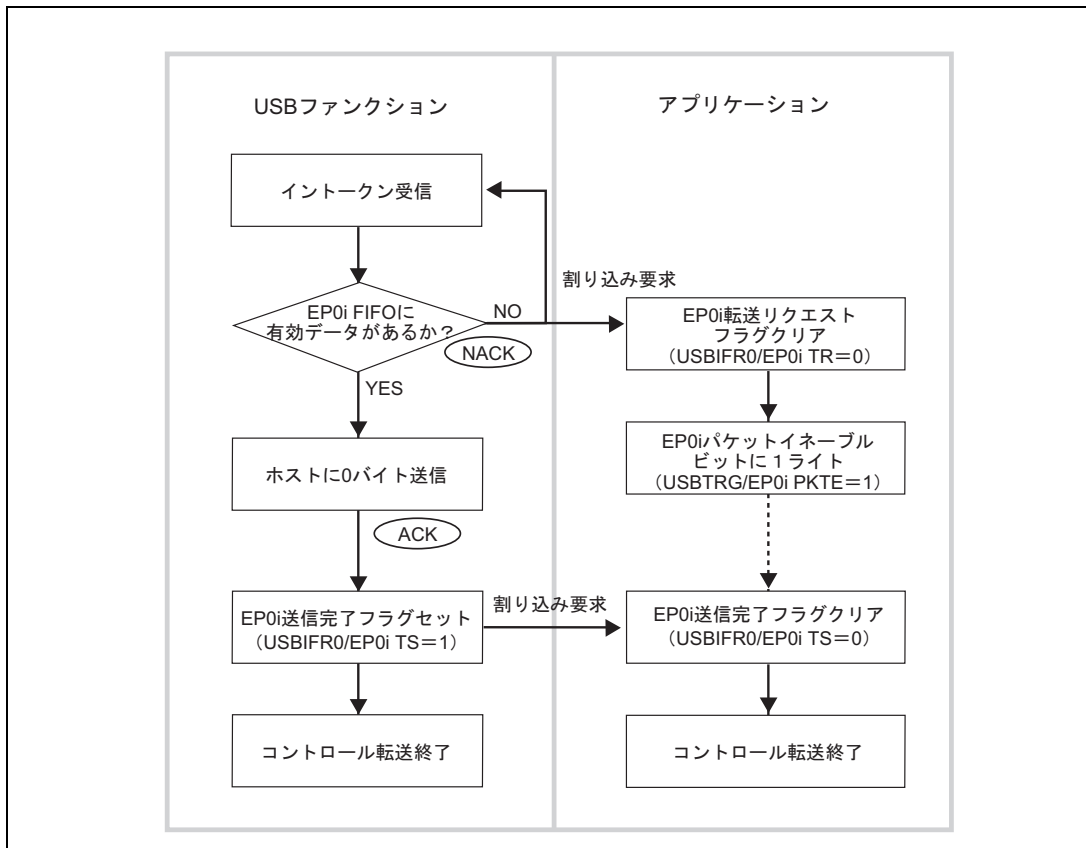 USBファンクション
アプリケーション
イントークン受信
割り込み要求
EP0i FIFOに
有効データがあるか？
NO
NACK
YES
EP0i転送リクエスト
フラグクリア
（USBIFR0/EP0i TR＝0）
EP0iパケットイネーブル
ビットに１ライト
（USBTRG/EP0i PKTE＝1）
ホストに0バイト送信
ACK
EP0i送信完了フラグセット
（USBIFR0/EP0i TS＝1）
割り込み要求
EP0i送信完了フラグクリア
（USBIFR0/EP0i TS＝0）
コントロール転送終了
コントロール転送終了